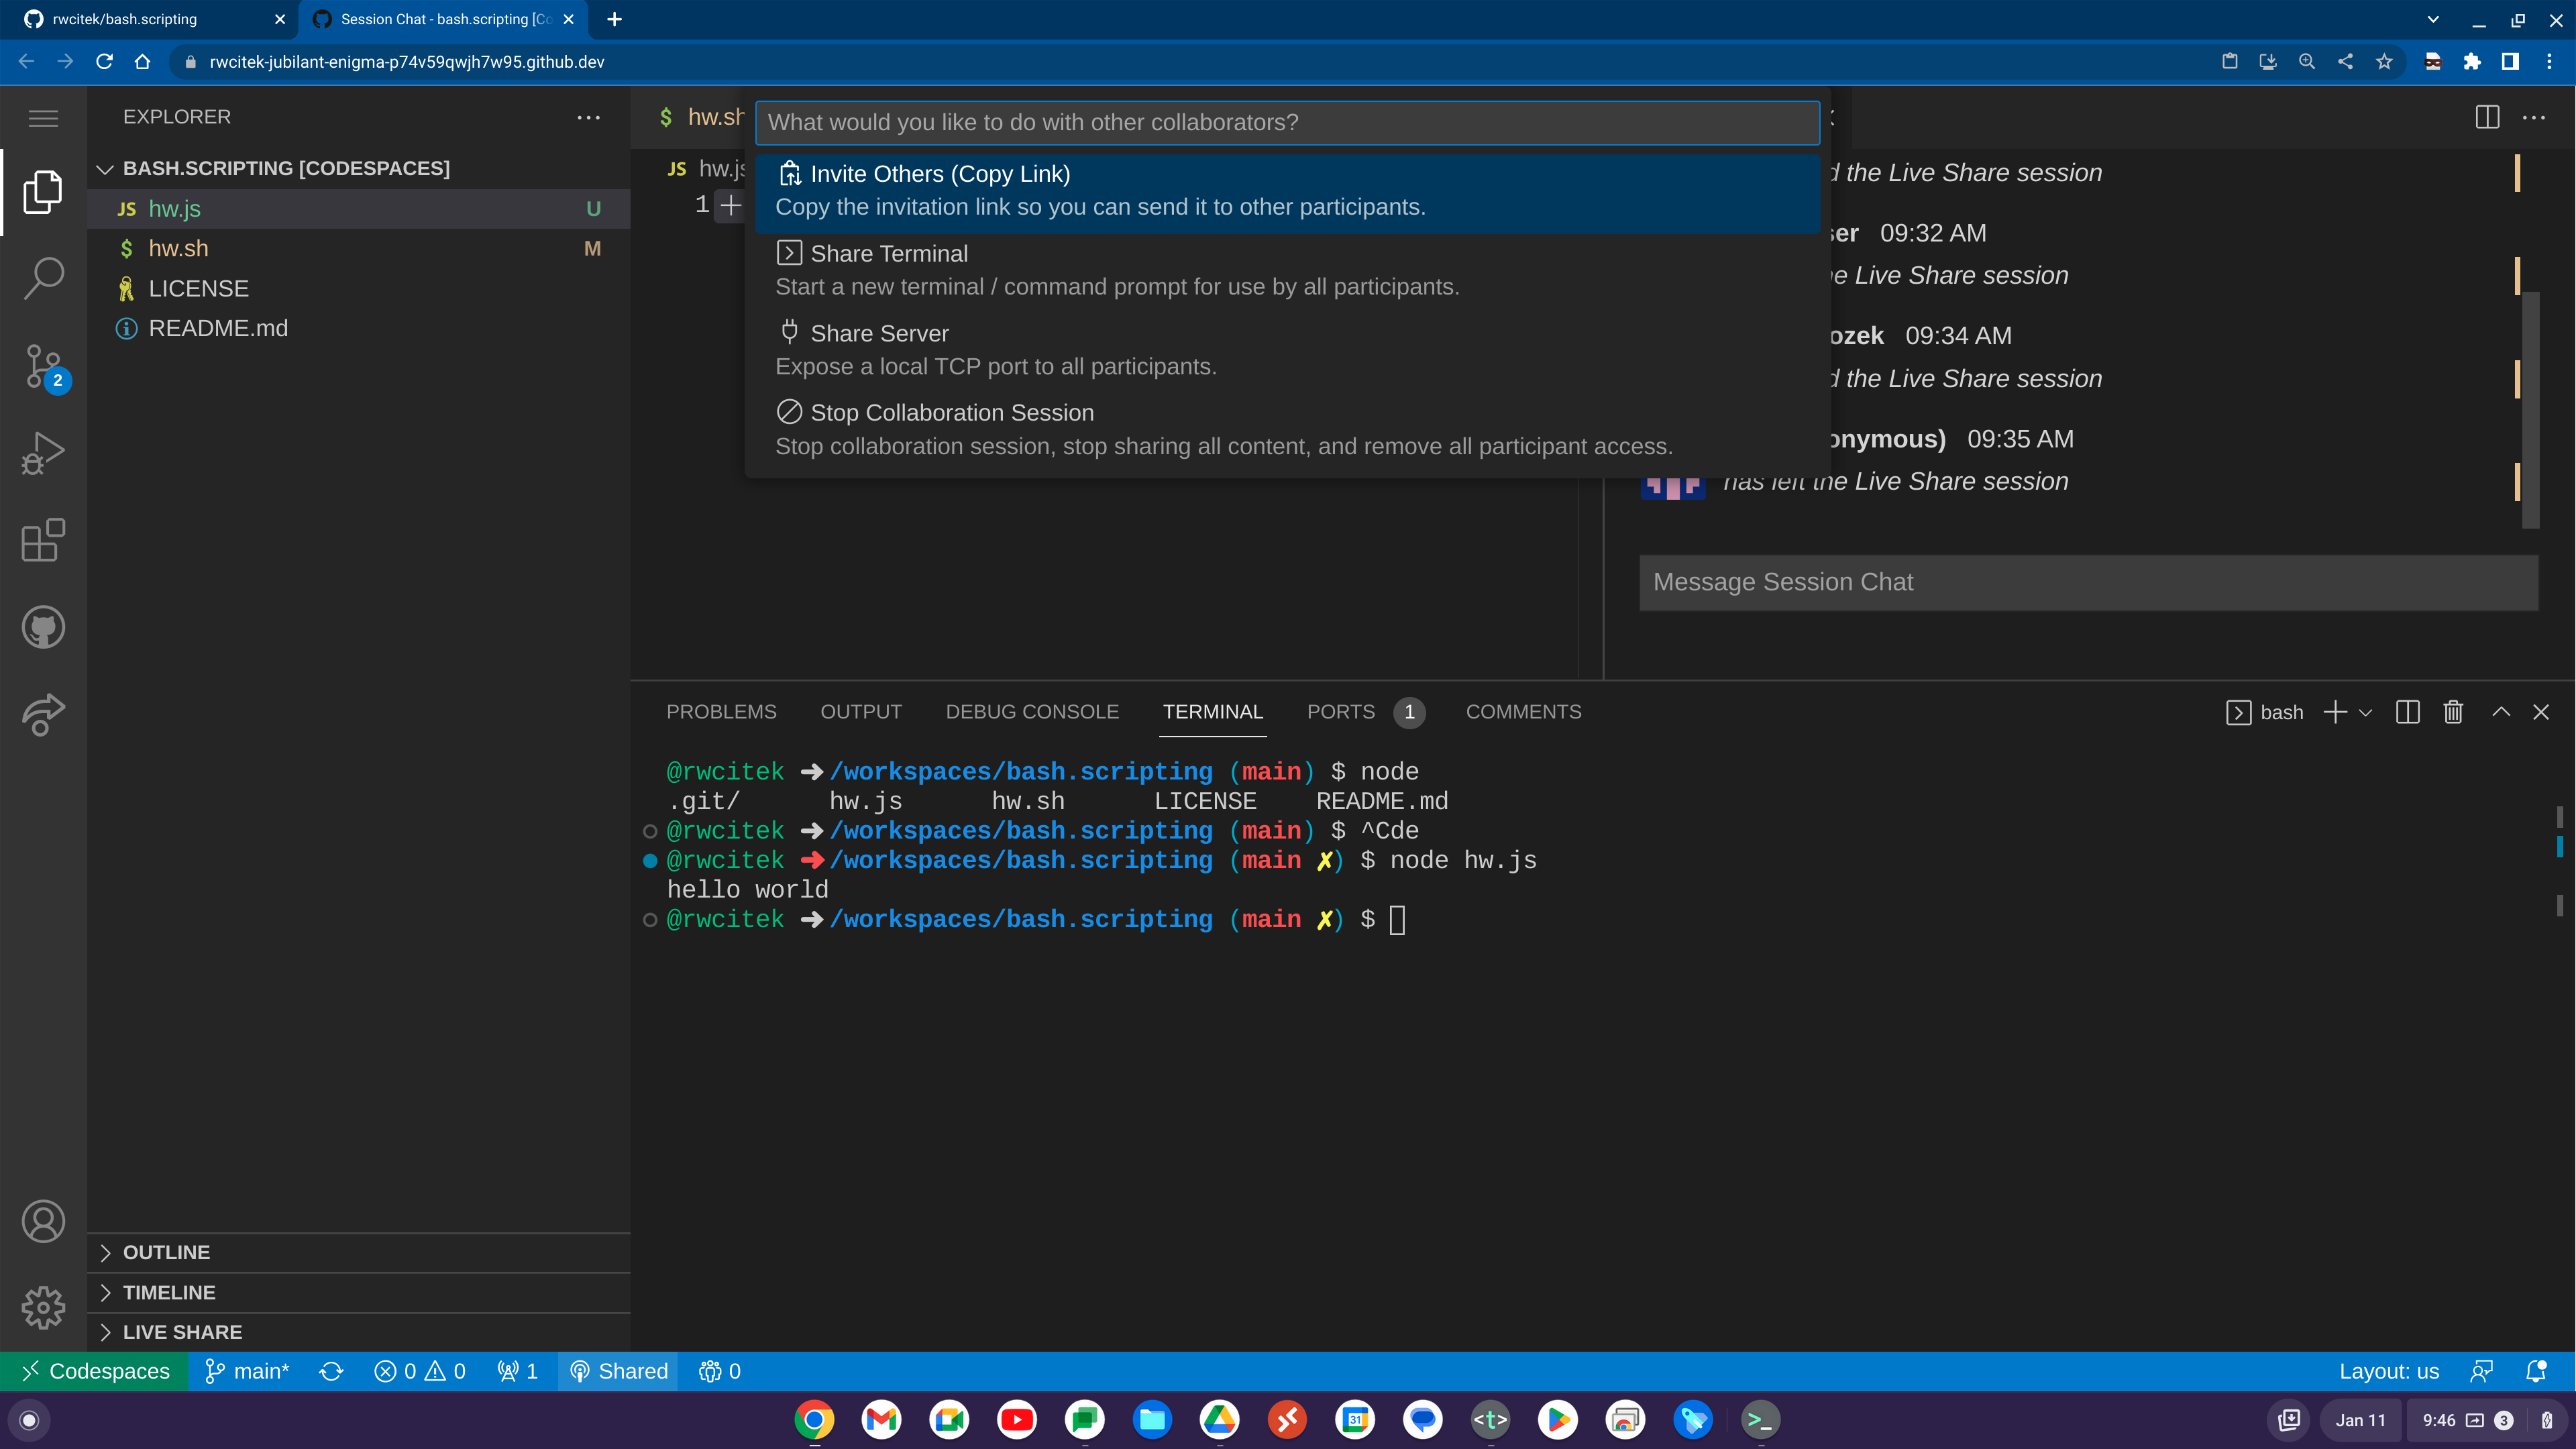 rwcitek/bash.scripting
Session Chat - bash.scripting [Co
rwcitek-jubilant-enigma-p74v59qwjh7w95.github.dev
EXPLORER
BASH.SCRIPTING [CODESPACES]
JS hw.js U
$ hw.sh M
LICENSE
README.md
2
$ hw.sh
JS hw.js
1
What would you like to do with other collaborators?
Invite Others (Copy Link)
Copy the invitation link so you can send it to other participants.
Share Terminal
Start a new terminal / command prompt for use by all participants.
Share Server
Expose a local TCP port to all participants.
Stop Collaboration Session
Stop collaboration session, stop sharing all content, and remove all participant access.
d the Live Share session
ser 09:32 AM
he Live Share session
ozek 09:34 AM
d the Live Share session
onymous) 09:35 AM
has left the Live Share session
Message Session Chat
PROBLEMS OUTPUT DEBUG CONSOLE TERMINAL PORTS 1 COMMENTS
bash
@rwcitek ➜ /workspaces/bash.scripting (main) $ node
.git/ hw.js hw.sh LICENSE README.md
@rwcitek ➜ /workspaces/bash.scripting (main) $ ^Cde
@rwcitek ➜ /workspaces/bash.scripting (main ✗) $ node hw.js
hello world
@rwcitek ➜ /workspaces/bash.scripting (main ✗) $
OUTLINE
TIMELINE
LIVE SHARE
Codespaces main* 0 0 1 Shared 0
Layout: us
31
<t>
>_
Jan 11
9:46
3